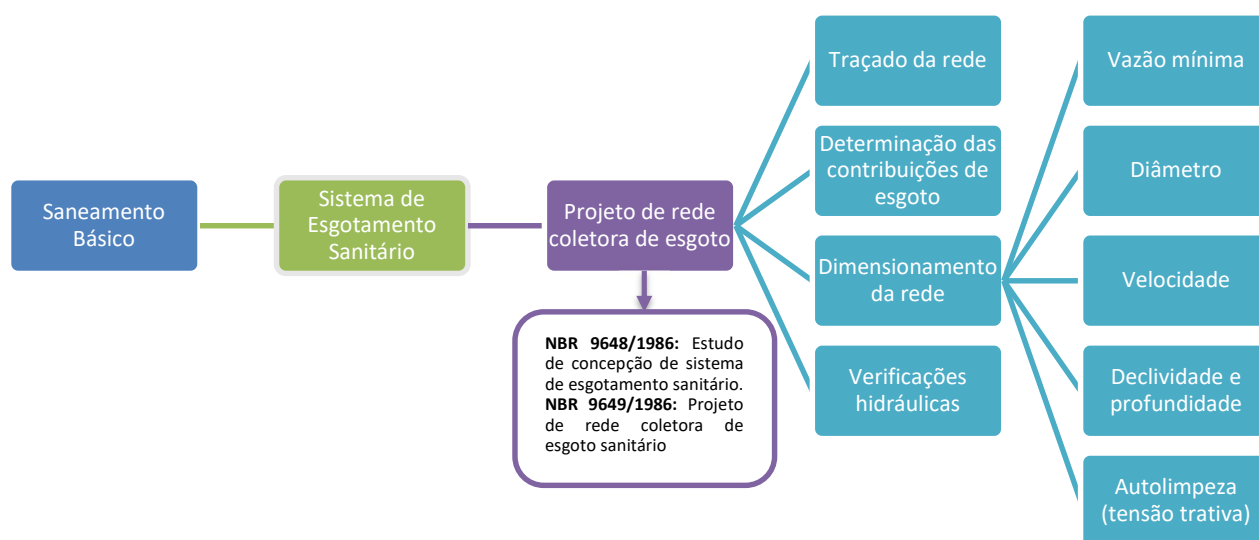 Saneamento
Básico
Sistema de
Esgotamento
Sanitário
Projeto de rede
coletora de esgoto
NBR 9648/1986: Estudo
de concepção de sistema
de esgotamento sanitário.
NBR 9649/1986: Projeto
de rede coletora de
esgoto sanitário
Traçado da rede
Determinação das
contribuições de
esgoto
Dimensionamento
da rede
Verificações
hidráulicas
Vazão mínima
Diâmetro
Velocidade
Declividade e
profundidade
Autolimpeza
(tensão trativa)